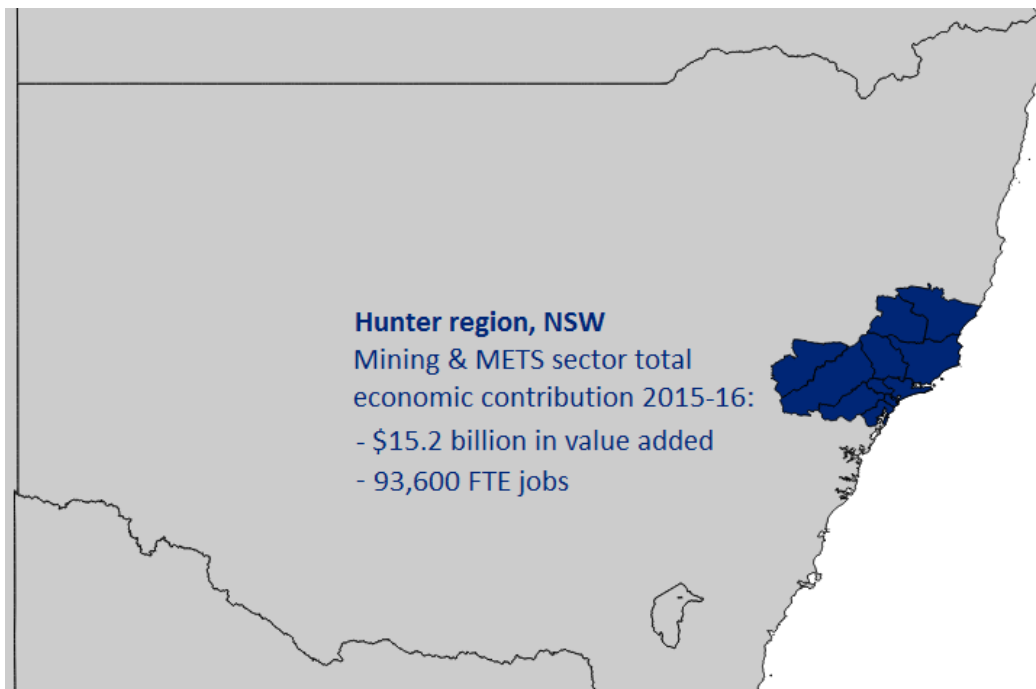 Hunter region, NSW
Mining & METS sector total
economic contribution 2015-16:
- $15.2 billion in value added
- 93,600 FTE jobs